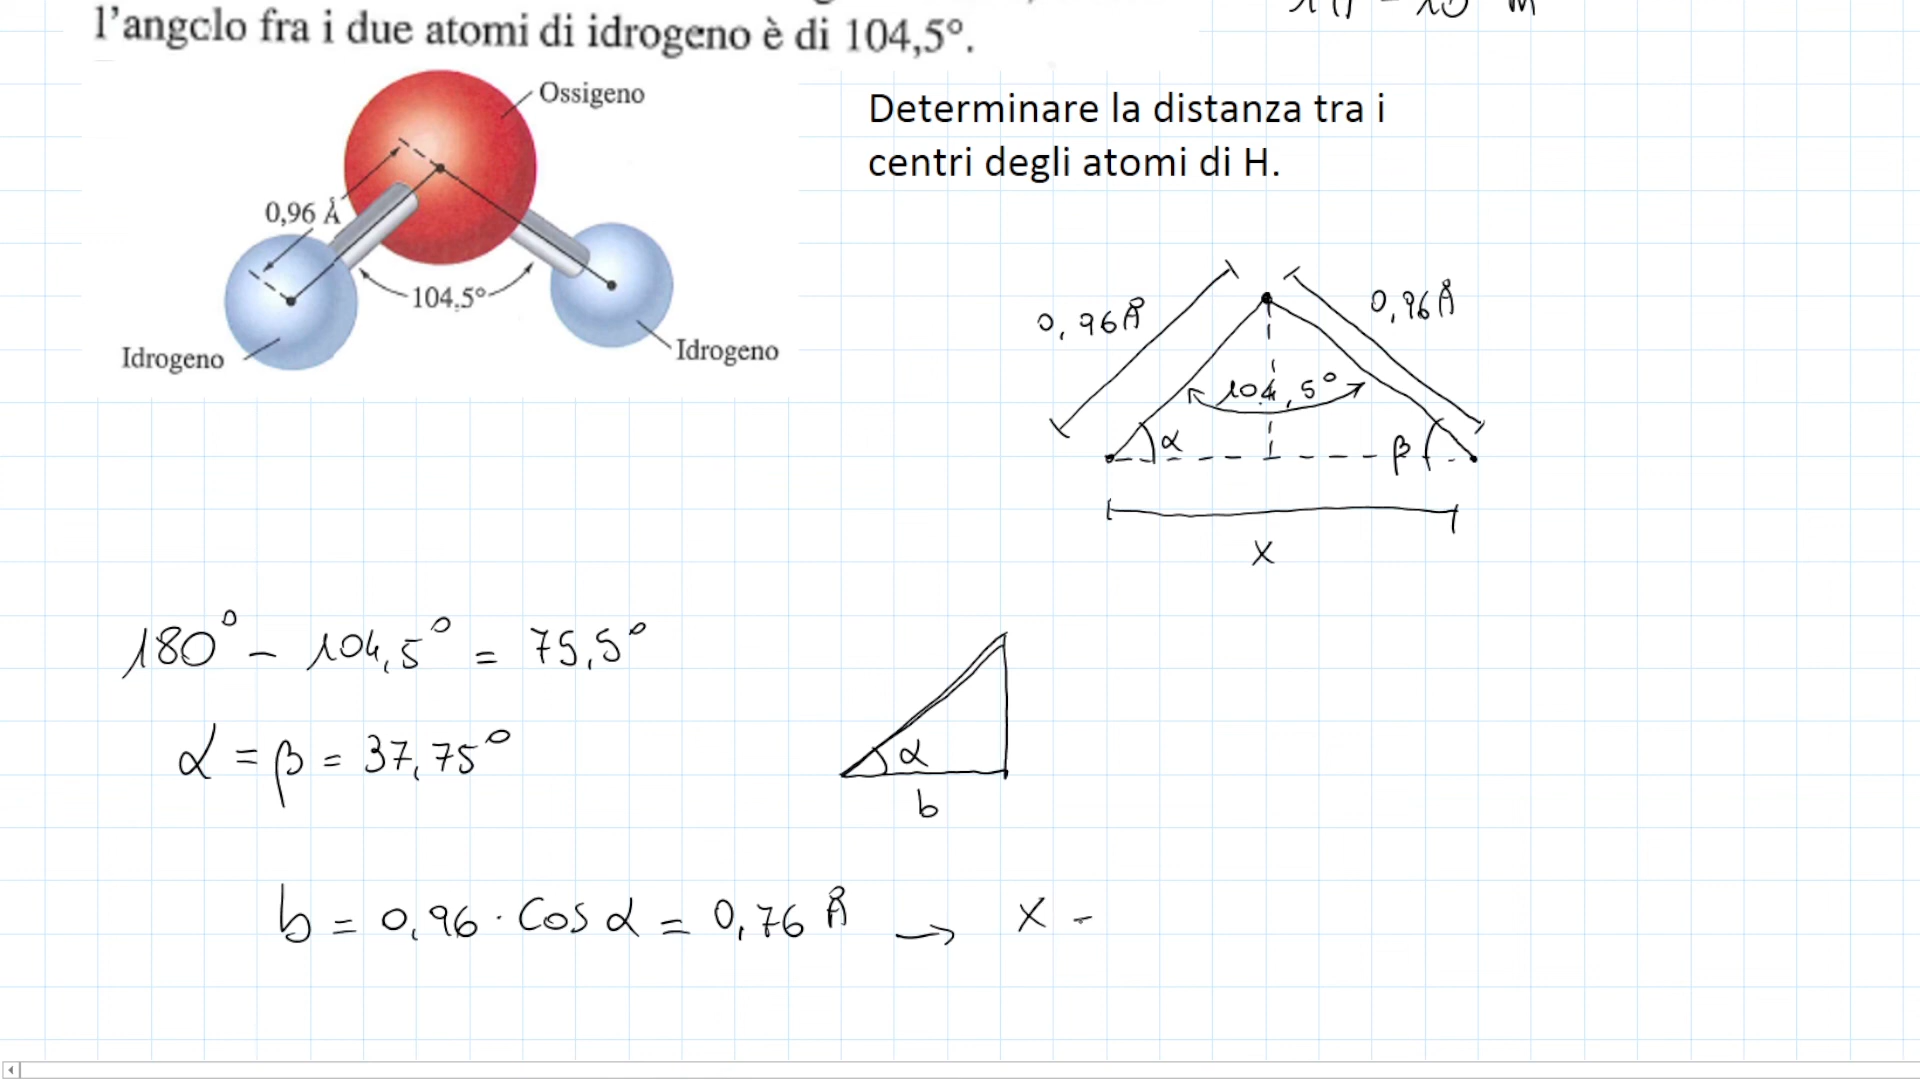 l'angolo fra i due atomi di idrogeno è di 104,5°.
Ossigeno
0,96 Å
104.5°
Idrogeno
Idrogeno
Determinare la distanza tra i
centri degli atomi di H.
0,96Å
0,96Å
104,5°
α
β
x
180° - 104,5° = 75,5°
α = β = 37,75°
α
b
b = 0,96 · cos α = 0,76 Å → x -